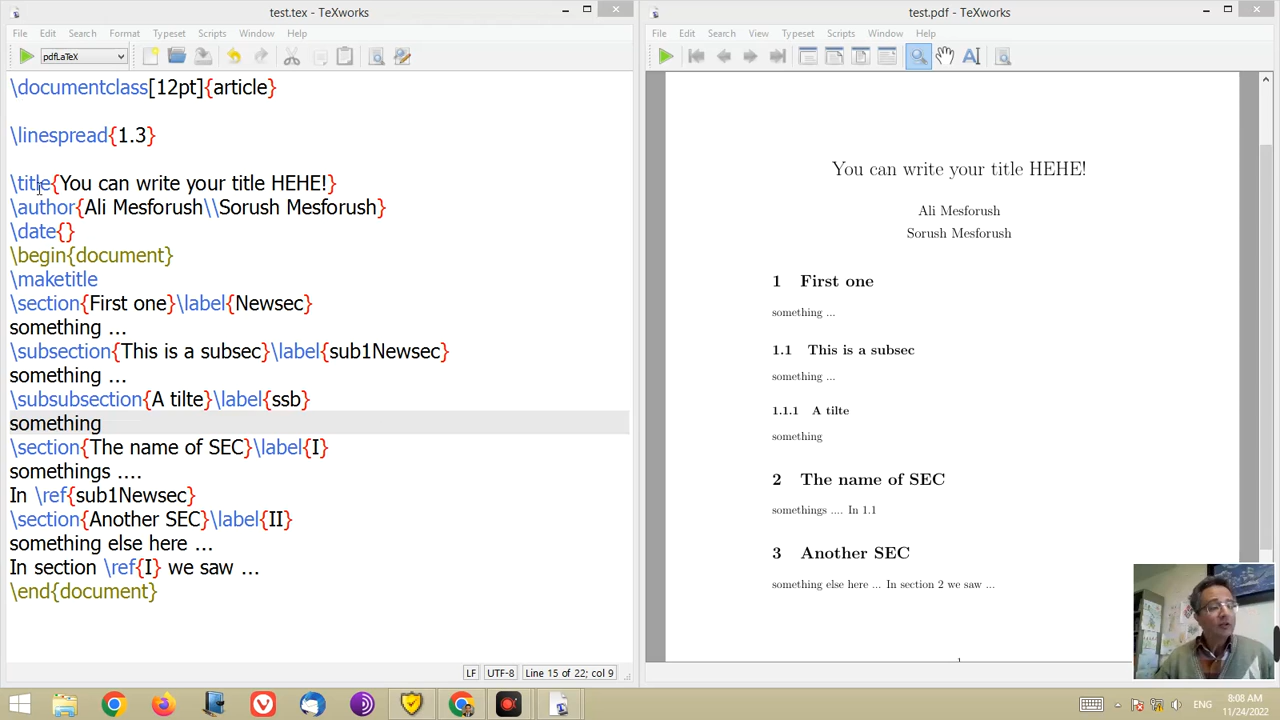 test.tex - TeXworks
File Edit Search Format Typeset Scripts Window Help
pdfLaTeX
\documentclass[12pt]{article}
\linespread{1.3}
\title{You can write your title HEHE!}
\author{Ali Mesforush\\Sorush Mesforush}
\date{}
\begin{document}
\maketitle
\section{First one}\label{Newsec}
something ...
\subsection{This is a subsec}\label{sub1Newsec}
something ...
\subsubsection{A tilte}\label{ssb}
something
\section{The name of SEC}\label{I}
somethings ....
In \ref{sub1Newsec}
\section{Another SEC}\label{II}
something else here ...
In section \ref{I} we saw ...
\end{document}
LF UTF-8 Line 15 of 22; col 9
test.pdf - TeXworks
File Edit Search View Typeset Scripts Window Help
You can write your title HEHE!
Ali Mesforush
Sorush Mesforush
1 First one
something ...
1.1 This is a subsec
something ...
1.1.1 A tilte
something
2 The name of SEC
somethings .... In 1.1
3 Another SEC
something else here ... In section 2 we saw ...
ENG
8:08 AM
11/24/2022